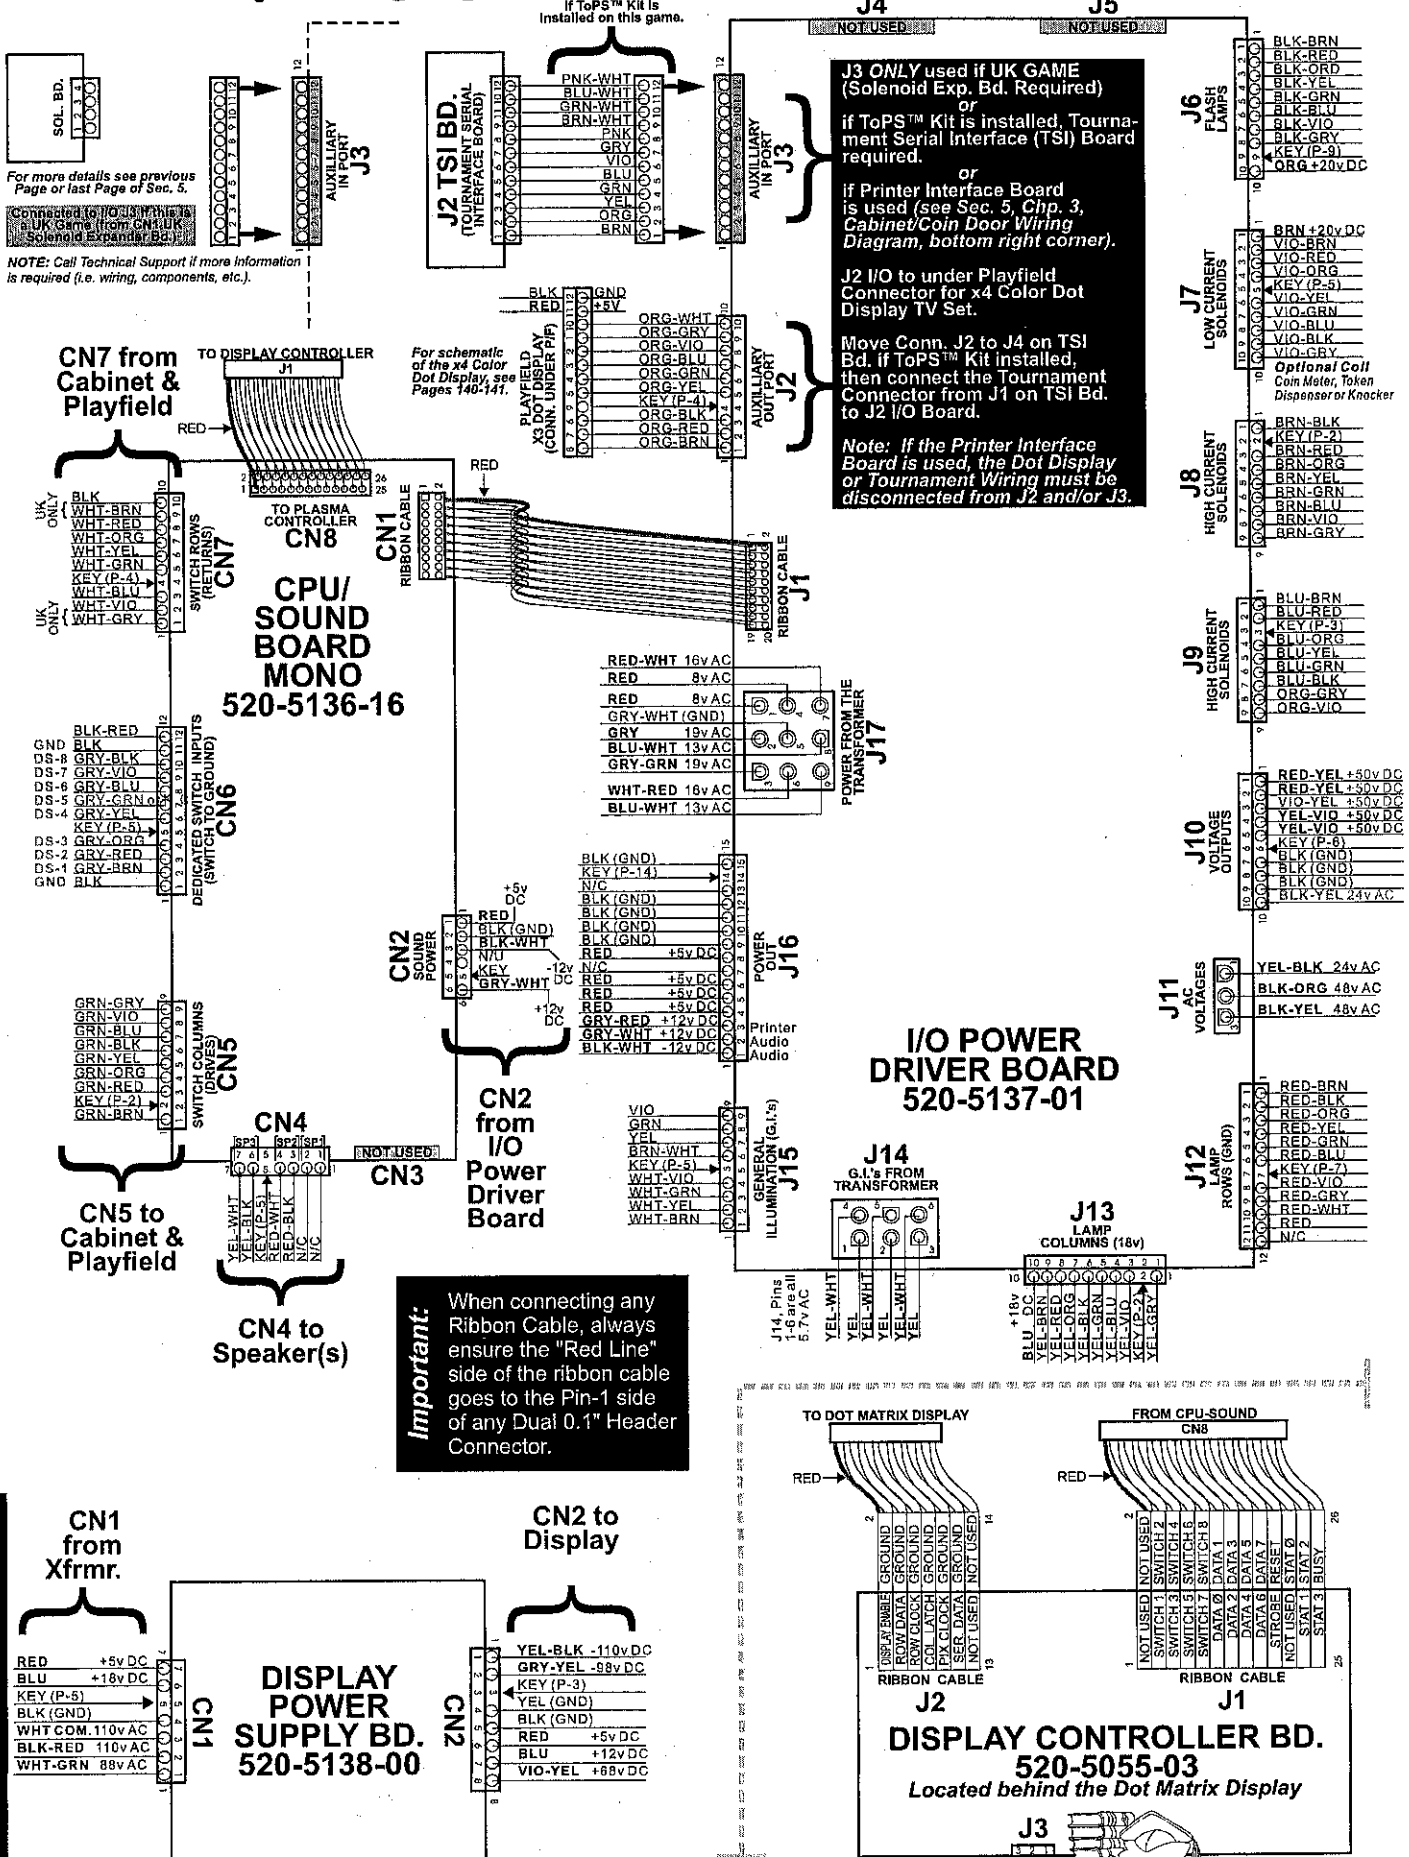 If ToPS™ Kit is
Installed on this game.
J4
NOT USED
J5
NOT USED
SOL. BD.
1 2 3 4
For more details see previous
Page or last Page of Sec. 5.
Connected to I/O J3 if this is
a UK Game (from CN1 UK
Solenoid Expander Bd.)
NOTE: Call Technical Support if more information
is required (i.e. wiring, components, etc.).
AUXILLIARY
IN PORT
J3
J2 TSI BD.
(TOURNAMENT SERIAL
INTERFACE BOARD)
PNK-WHT
BLU-WHT
GRN-WHT
BRN-WHT
PNK
GRY
VIO
BLU
GRN
YEL
ORG
BRN
AUXILLIARY
IN PORT
J3
J3 ONLY used if UK GAME
(Solenoid Exp. Bd. Required)
or
if ToPS™ Kit is installed, Tourna-
ment Serial Interface (TSI) Board
required.
or
if Printer Interface Board
is used (see Sec. 5, Chp. 3,
Cabinet/Coin Door Wiring
Diagram, bottom right corner).
J2 I/O to under Playfield
Connector for x4 Color Dot
Display TV Set.
Move Conn. J2 to J4 on TSI
Bd. if ToPS™ Kit installed,
then connect the Tournament
Connector from J1 on TSI Bd.
to J2 I/O Board.
Note: If the Printer Interface
Board is used, the Dot Display
or Tournament Wiring must be
disconnected from J2 and/or J3.
J6
FLASH
LAMPS
BLK-BRN
BLK-RED
BLK-ORD
BLK-YEL
BLK-GRN
BLK-BLU
BLK-VIO
BLK-GRY
KEY (P-9)
ORG +20v DC
J7
LOW CURRENT
SOLENOIDS
BRN +20v DC
VIO-BRN
VIO-RED
VIO-ORG
KEY (P-5)
VIO-YEL
VIO-GRN
VIO-BLU
VIO-BLK
VIO-GRY
Optional Coil
Coin Meter, Token
Dispenser or Knocker
J8
HIGH CURRENT
SOLENOIDS
BRN-BLK
KEY (P-2)
BRN-RED
BRN-ORG
BRN-YEL
BRN-GRN
BRN-BLU
BRN-VIO
BRN-GRY
J9
HIGH CURRENT
SOLENOIDS
BLU-BRN
BLU-RED
KEY (P-3)
BLU-ORG
BLU-YEL
BLU-GRN
BLU-BLK
ORG-GRY
ORG-VIO
J10
VOLTAGE
OUTPUTS
RED-YEL +50v DC
RED-YEL +50v DC
VIO-YEL +50v DC
YEL-VIO +50v DC
YEL-VIO +50v DC
KEY (P-6)
BLK (GND)
BLK (GND)
BLK (GND)
BLK-YEL 24v AC
J11
AC
VOLTAGES
YEL-BLK 24v AC
BLK-ORG 48v AC
BLK-YEL 48v AC
J12
LAMP
ROWS (GND)
RED-BRN
RED-BLK
RED-ORG
RED-YEL
RED-GRN
RED-BLU
KEY (P-7)
RED-VIO
RED-GRY
RED-WHT
RED
N/C
BLK GND
RED +5V
PLAYFIELD
X3 DOT DISPLAY
(CONN. UNDER P/F)
ORG-WHT
ORG-GRY
ORG-VIO
ORG-BLU
ORG-GRN
ORG-YEL
KEY (P-4)
ORG-BLK
ORG-RED
ORG-BRN
AUXILLIARY
OUT PORT
J2
For schematic
of the x4 Color
Dot Display, see
Pages 140-141.
CN7 from
Cabinet &
Playfield
TO DISPLAY CONTROLLER
J1
RED
2 26
1 25
TO PLASMA
CONTROLLER
CN8
RED
CN1
RIBBON CABLE
RIBBON CABLE
J1
UK
ONLY
BLK
WHT-BRN
WHT-RED
WHT-ORG
WHT-YEL
WHT-GRN
KEY (P-4)
WHT-BLU
WHT-VIO
WHT-GRY
UK
ONLY
SWITCH ROWS
(RETURNS)
CN7
CPU/
SOUND
BOARD
MONO
520-5136-16
BLK-RED
GND BLK
DS-8 GRY-BLK
DS-7 GRY-VIO
DS-6 GRY-BLU
DS-5 GRY-GRN
DS-4 GRY-YEL
KEY (P-5)
DS-3 GRY-ORG
DS-2 GRY-RED
DS-1 GRY-BRN
GND BLK
DEDICATED SWITCH INPUTS
(SWITCH TO GROUND)
CN6
RED-WHT 16v AC
RED 8v AC
RED 8v AC
GRY-WHT (GND)
GRY 19v AC
BLU-WHT 13v AC
GRY-GRN 19v AC
WHT-RED 16v AC
BLU-WHT 13v AC
POWER FROM THE
TRANSFORMER
J17
BLK (GND)
KEY (P-14)
N/C
BLK (GND)
BLK (GND)
BLK (GND)
BLK (GND)
RED +5v DC
N/C
RED +5v DC
RED +5v DC
RED +5v DC
GRY-RED +12v DC Printer
GRY-WHT +12v DC Audio
BLK-WHT -12v DC Audio
POWER
OUT
J16
CN2
SOUND
POWER
+5v
DC
RED
BLK (GND)
BLK-WHT
N/U
KEY
GRY-WHT
-12v
DC
+12v
DC
CN2
from
I/O
Power
Driver
Board
GRN-GRY
GRN-VIO
GRN-BLU
GRN-BLK
GRN-YEL
GRN-ORG
GRN-RED
KEY (P-2)
GRN-BRN
SWITCH COLUMNS
(DRIVES)
CN5
CN5 to
Cabinet &
Playfield
CN4
SP3 SP2 SP1
YEL-WHT
YEL-BLK
KEY (P-5)
RED-WHT
RED-BLK
N/C
N/C
NOT USED
CN3
CN4 to
Speaker(s)
I/O POWER
DRIVER BOARD
520-5137-01
VIO
GRN
YEL
BRN-WHT
KEY (P-5)
WHT-VIO
WHT-GRN
WHT-YEL
WHT-BRN
GENERAL
ILLUMINATION (G.I.'s)
J15
J14
G.I.'s FROM
TRANSFORMER
J14, Pins
1-6 are all
5.7v AC
YEL-WHT
YEL
YEL-WHT
YEL
YEL-WHT
YEL
J13
LAMP
COLUMNS (18v)
BLU +18v DC
YEL-BRN
YEL-RED
YEL-ORG
YEL-BLK
YEL-GRN
YEL-BLU
YEL-VIO
KEY (P-2)
YEL-GRY
Important:
When connecting any
Ribbon Cable, always
ensure the "Red Line"
side of the ribbon cable
goes to the Pin-1 side
of any Dual 0.1" Header
Connector.
CN1
from
Xfrmr.
RED +5v DC
BLU +18v DC
KEY (P-5)
BLK (GND)
WHT COM. 110v AC
BLK-RED 110v AC
WHT-GRN 88v AC
CN1
DISPLAY
POWER
SUPPLY BD.
520-5138-00
CN2
CN2 to
Display
YEL-BLK -110v DC
GRY-YEL -98v DC
KEY (P-3)
YEL (GND)
BLK (GND)
RED +5v DC
BLU +12v DC
VIO-YEL +68v DC
TO DOT MATRIX DISPLAY
RED
2 14
DISPLAY ENABLE GROUND
ROW DATA GROUND
ROW CLOCK GROUND
COL LATCH GROUND
PIX CLOCK GROUND
SER. DATA GROUND
NOT USED NOT USED
1 13
RIBBON CABLE
J2
FROM CPU-SOUND
CN8
RED
2 26
NOT USED NOT USED
SWITCH 1 SWITCH 2
SWITCH 3 SWITCH 4
SWITCH 5 SWITCH 6
SWITCH 7 SWITCH 8
DATA Ø DATA 1
DATA 2 DATA 3
DATA 4 DATA 5
DATA 6 DATA 7
STROBE RESET
NOT USED STAT Ø
STAT 1 STAT 2
STAT 3 BUSY
1 25
RIBBON CABLE
J1
DISPLAY CONTROLLER BD.
520-5055-03
Located behind the Dot Matrix Display
J3
3 2 1